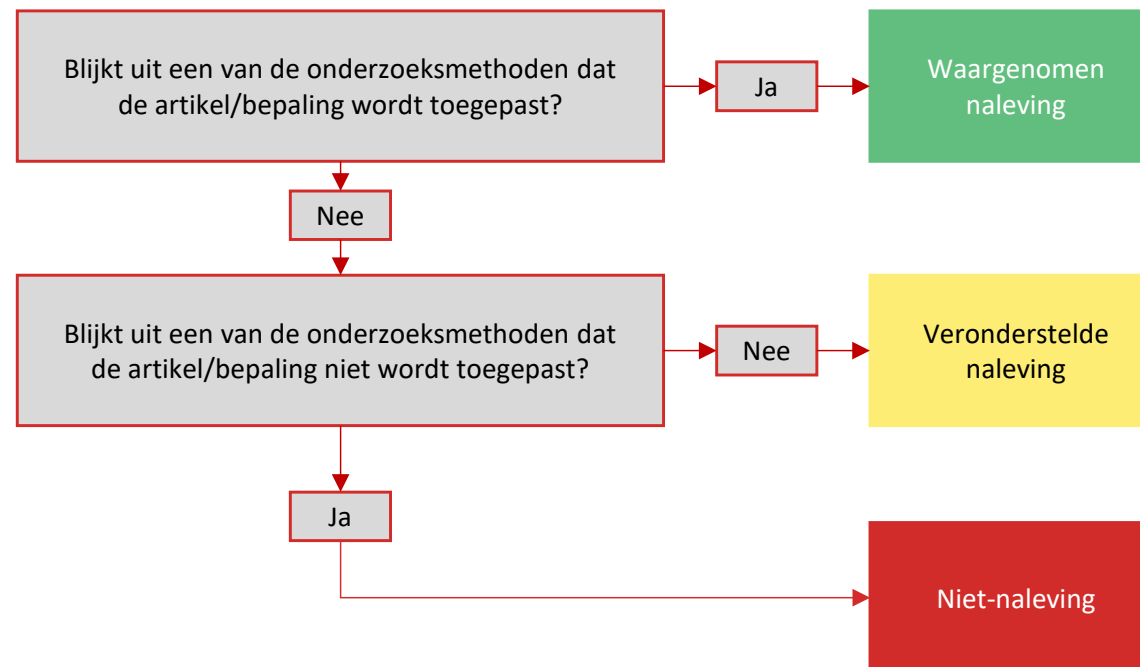 Blijkt uit een van de onderzoeksmethoden dat
de artikel/bepaling wordt toegepast?
Ja
Waargenomen
naleving
Nee
Blijkt uit een van de onderzoeksmethoden dat
de artikel/bepaling niet wordt toegepast?
Nee
Veronderstelde
naleving
Ja
Niet-naleving